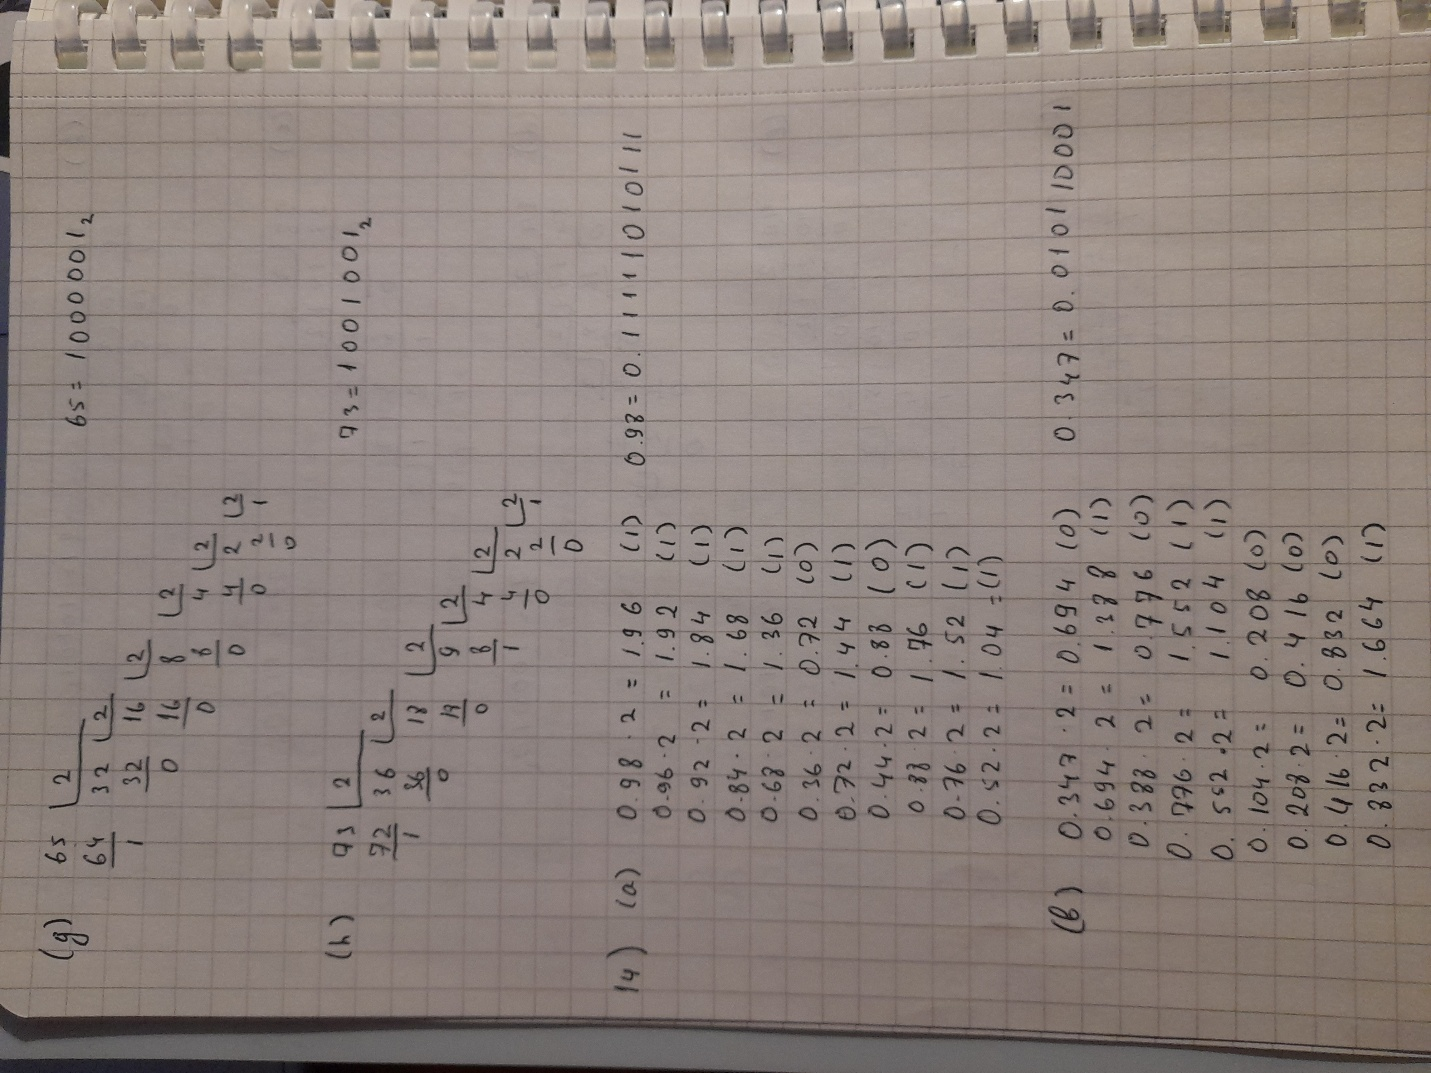 (g) 65 2 65 = 1000001₂
64 32 2
1 32 16 2
0 16 8 2
0 8 4 2
0 4 2 2
0 2 1
0
(h) 73 2 73 = 1001001₂
72 36 2
1 36 18 2
0 18 9 2
0 8 4 2
1 4 2 2
0 2 1
0
14) (a) 0.98 · 2 = 1.96 (1) 0.98 = 0.11111010111
0.96 · 2 = 1.92 (1)
0.92 · 2 = 1.84 (1)
0.84 · 2 = 1.68 (1)
0.68 · 2 = 1.36 (1)
0.36 · 2 = 0.72 (0)
0.72 · 2 = 1.44 (1)
0.44 · 2 = 0.88 (0)
0.88 · 2 = 1.76 (1)
0.76 · 2 = 1.52 (1)
0.52 · 2 = 1.04 = (1)
(b) 0.347 · 2 = 0.694 (0) 0.347 = 0.010110001
0.694 · 2 = 1.388 (1)
0.388 · 2 = 0.776 (0)
0.776 · 2 = 1.552 (1)
0.552 · 2 = 1.104 (1)
0.104 · 2 = 0.208 (0)
0.208 · 2 = 0.416 (0)
0.416 · 2 = 0.832 (0)
0.832 · 2 = 1.664 (1)